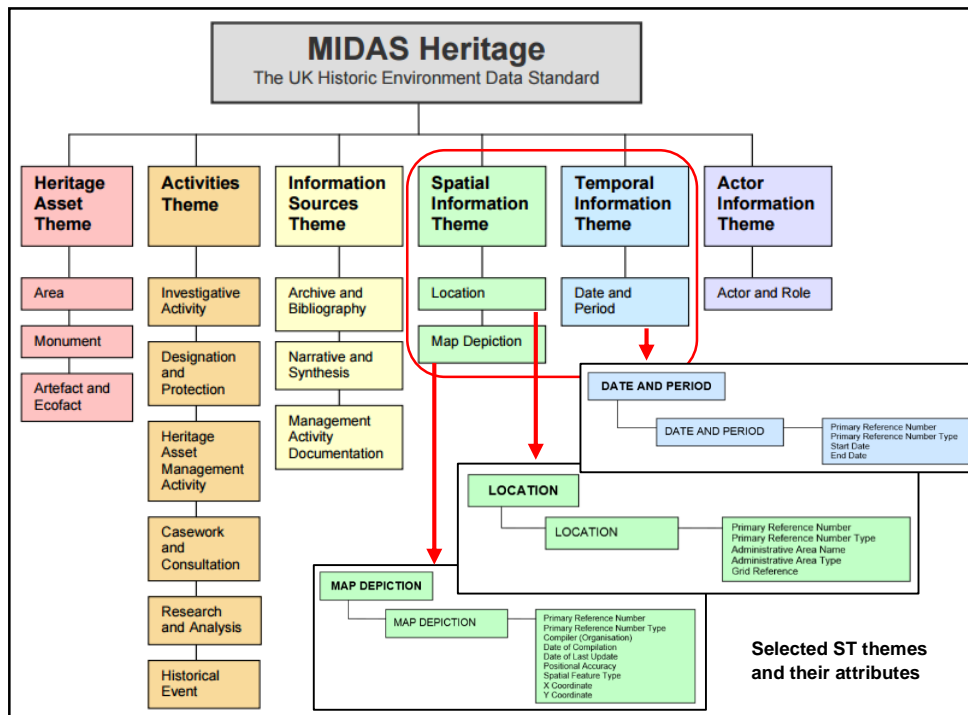 MIDAS Heritage
The UK Historic Environment Data Standard
Heritage
Asset
Theme
Activities
Theme
Information
Sources
Theme
Spatial
Information
Theme
Temporal
Information
Theme
Actor
Information
Theme
Area
Monument
Artefact and
Ecofact
Investigative
Activity
Designation
and
Protection
Heritage
Asset
Management
Activity
Casework
and
Consultation
Research
and Analysis
Historical
Event
Archive and
Bibliography
Narrative and
Synthesis
Management
Activity
Documentation
Location
Map Depiction
Date and
Period
Actor and Role
DATE AND PERIOD
DATE AND PERIOD
Primary Reference Number
Primary Reference Number Type
Start Date
End Date
LOCATION
LOCATION
Primary Reference Number
Primary Reference Number Type
Administrative Area Name
Administrative Area Type
Grid Reference
MAP DEPICTION
MAP DEPICTION
Primary Reference Number
Primary Reference Number Type
Compiler (Organisation)
Date of Compilation
Date of Last Update
Positional Accuracy
Spatial Feature Type
X Coordinate
Y Coordinate
Selected ST themes
and their attributes